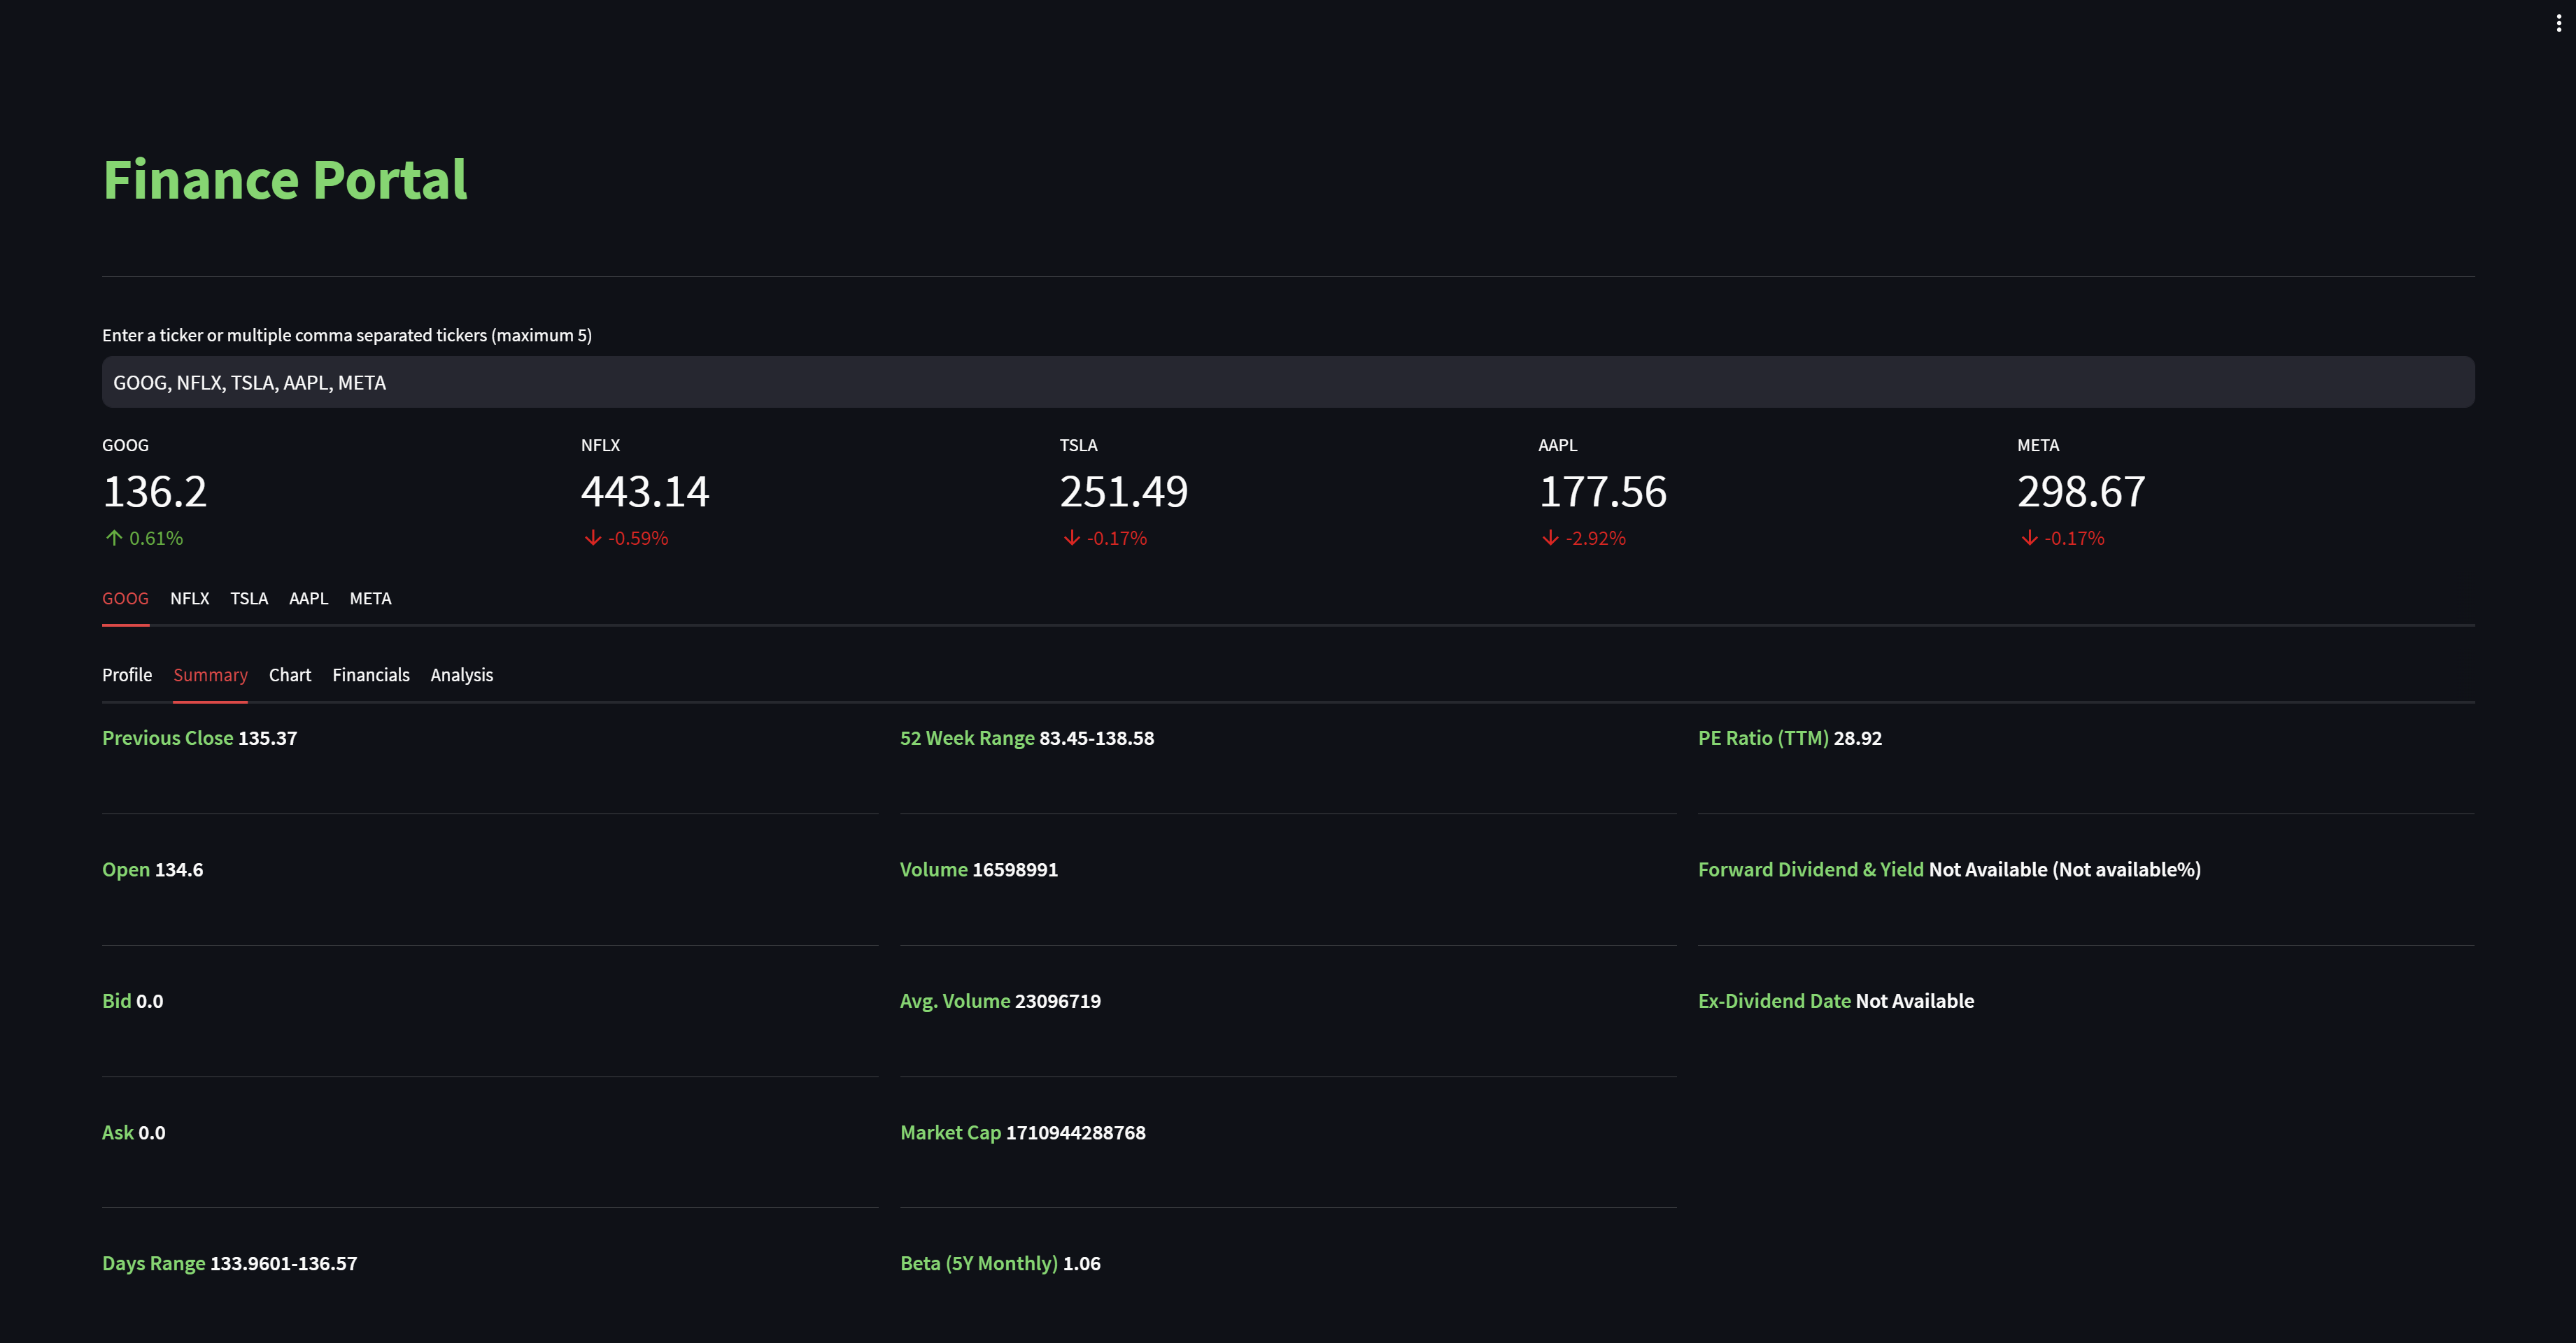 Finance Portal
Enter a ticker or multiple comma separated tickers (maximum 5)
GOOG, NFLX, TSLA, AAPL, META
GOOG NFLX TSLA AAPL META
136.2 443.14 251.49 177.56 298.67
0.61% -0.59% -0.17% -2.92% -0.17%
GOOG NFLX TSLA AAPL META
Profile Summary Chart Financials Analysis
Previous Close 135.37 52 Week Range 83.45-138.58 PE Ratio (TTM) 28.92
Open 134.6 Volume 16598991 Forward Dividend & Yield Not Available (Not available%)
Bid 0.0 Avg. Volume 23096719 Ex-Dividend Date Not Available
Ask 0.0 Market Cap 1710944288768
Days Range 133.9601-136.57 Beta (5Y Monthly) 1.06